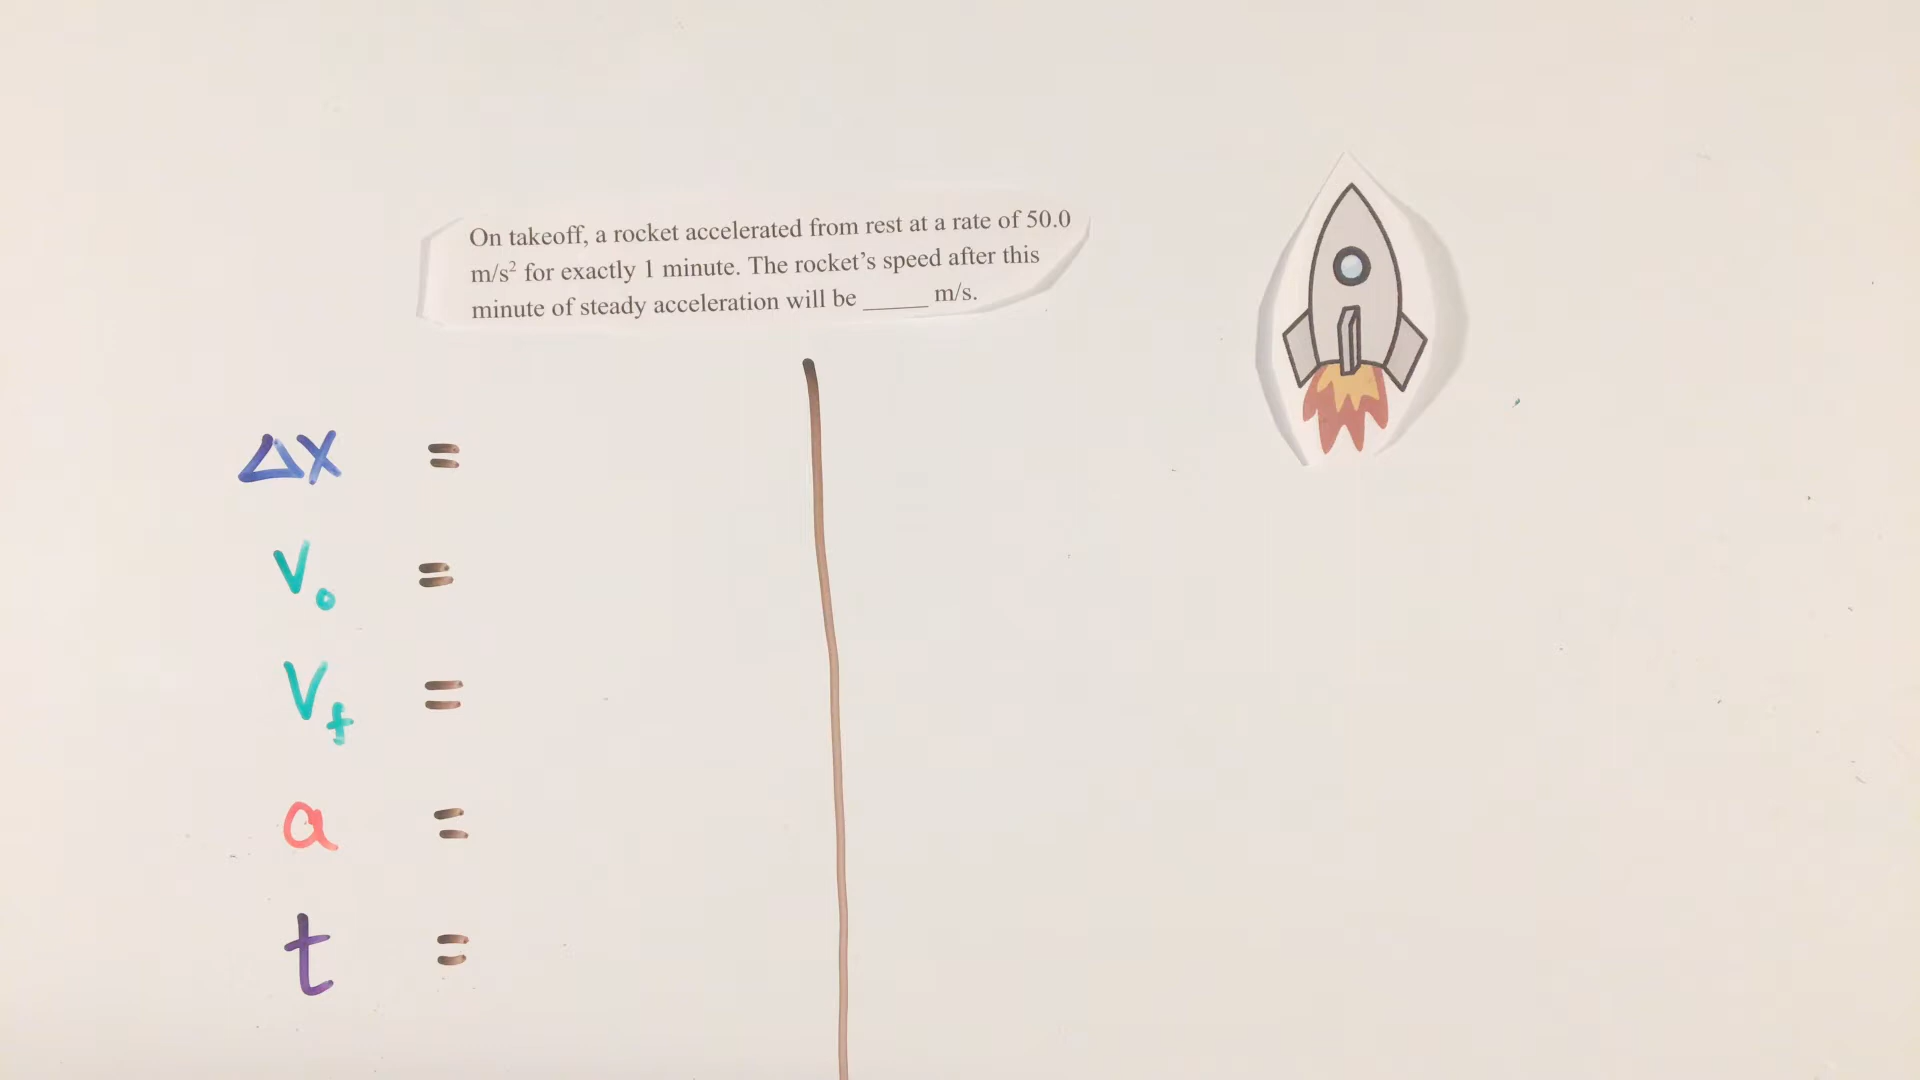 On takeoff, a rocket accelerated from rest at a rate of 50.0
m/s² for exactly 1 minute. The rocket’s speed after this
minute of steady acceleration will be _____ m/s.
Δx =
v₀ =
v_f =
a =
t =